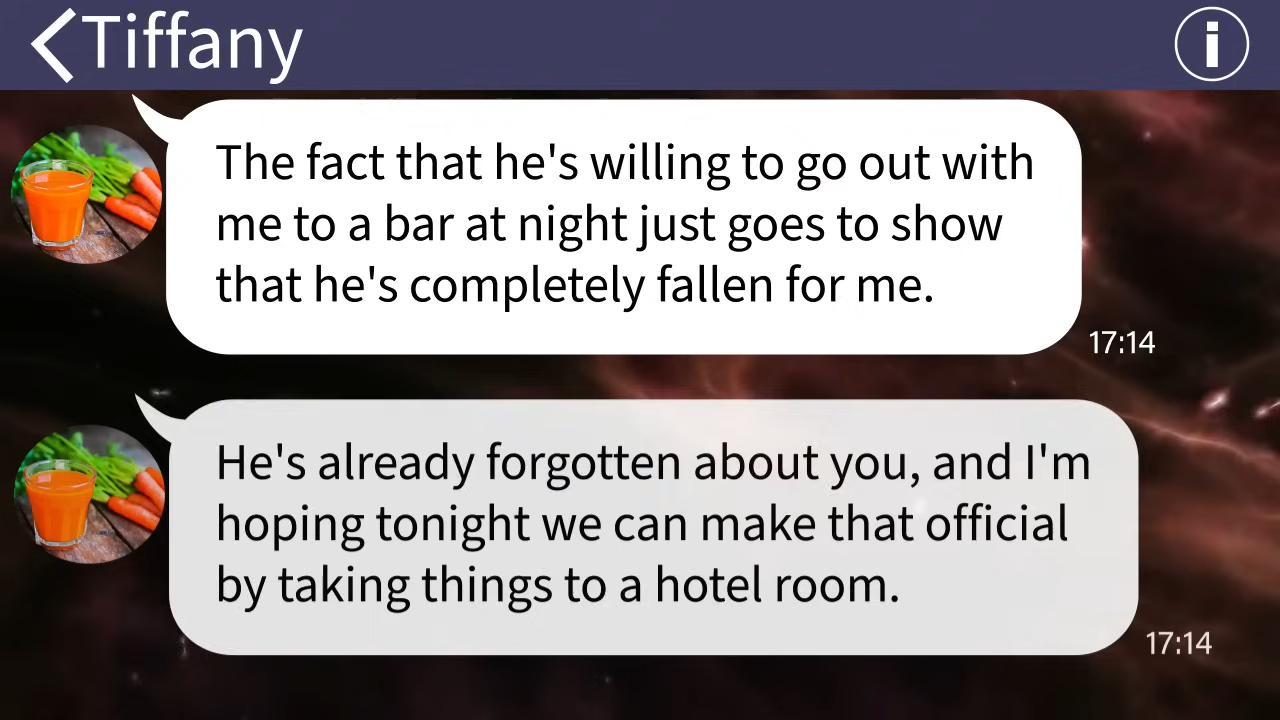 Tiffany
The fact that he's willing to go out with
me to a bar at night just goes to show
that he's completely fallen for me.
17:14
He's already forgotten about you, and I'm
hoping tonight we can make that official
by taking things to a hotel room.
17:14